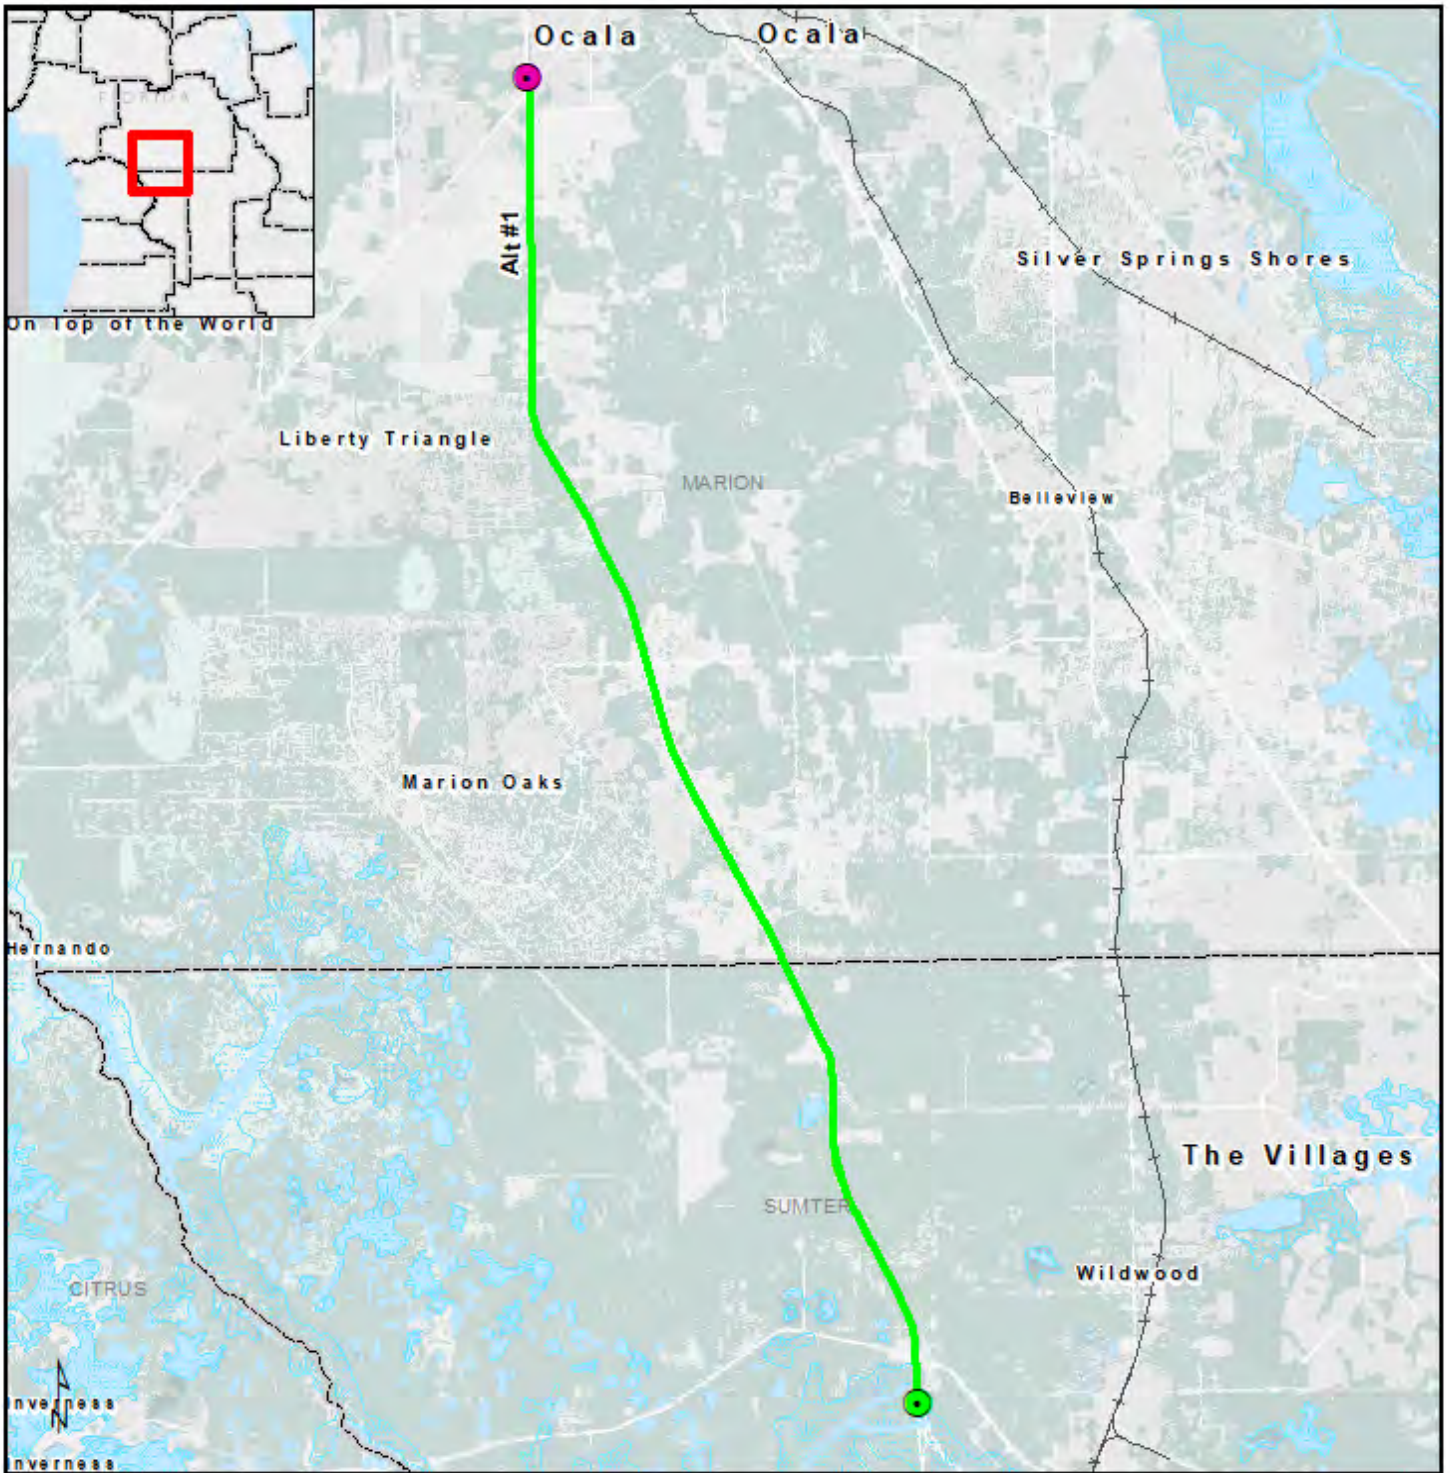 Ocala
Ocala
FLORIDA
Alt #1
Silver Springs Shores
On Top of the World
Liberty Triangle
MARION
Belleview
Marion Oaks
Hernando
The Villages
SUMTER
Wildwood
CITRUS
Inverness
N
Inverness